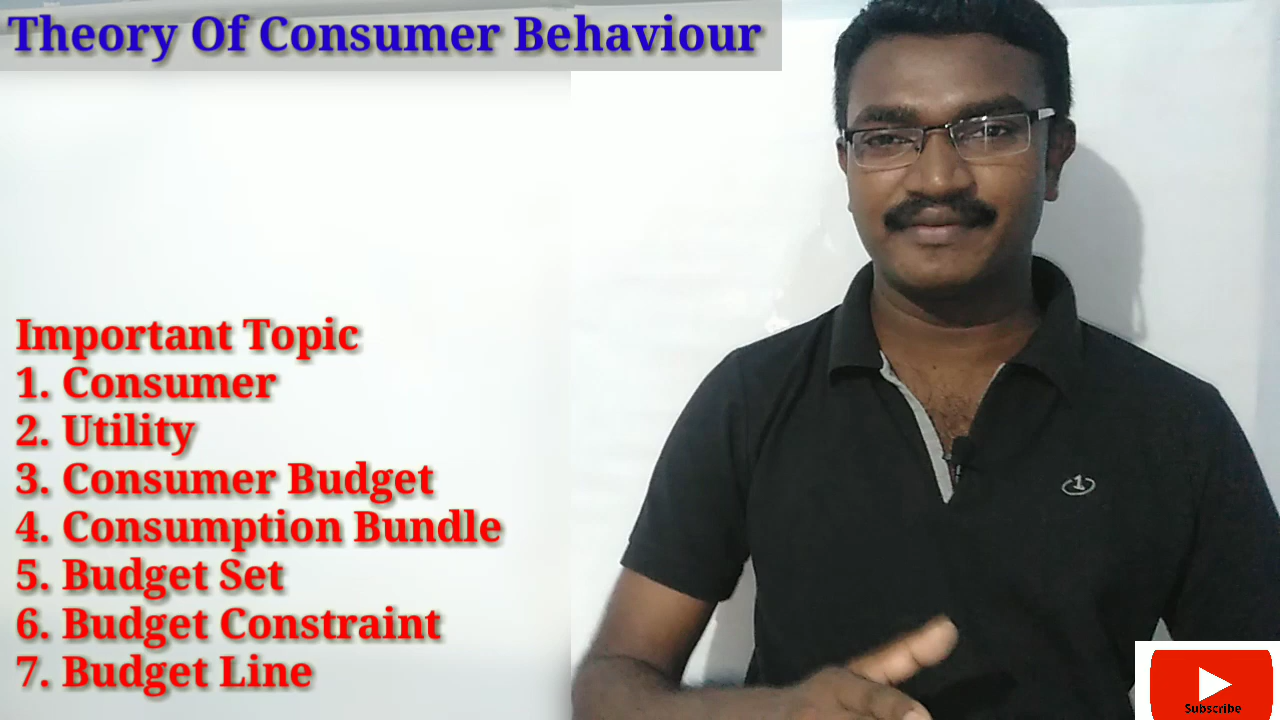 Theory Of Consumer Behaviour
Important Topic
1. Consumer
2. Utility
3. Consumer Budget
4. Consumption Bundle
5. Budget Set
6. Budget Constraint
7. Budget Line
1
Subscribe